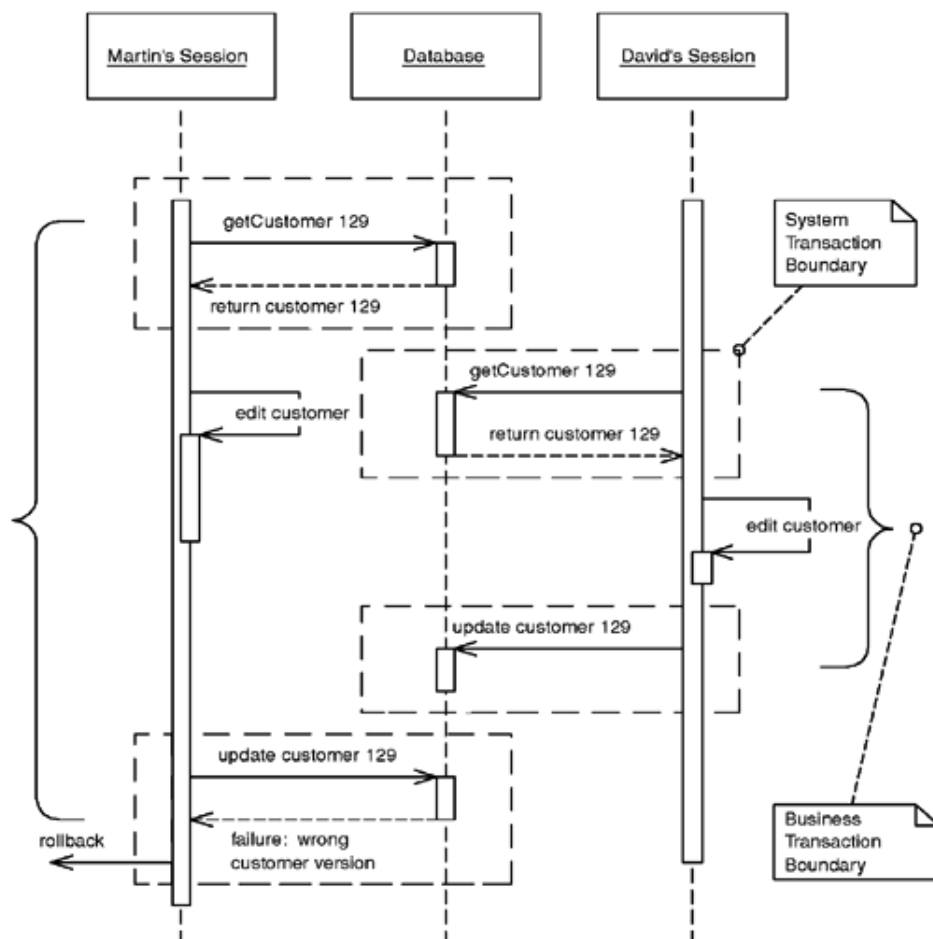 Martin's Session
Database
David's Session
getCustomer 129
return customer 129
System
Transaction
Boundary
getCustomer 129
edit customer
return customer 129
edit customer
update customer 129
update customer 129
failure: wrong
customer version
rollback
Business
Transaction
Boundary